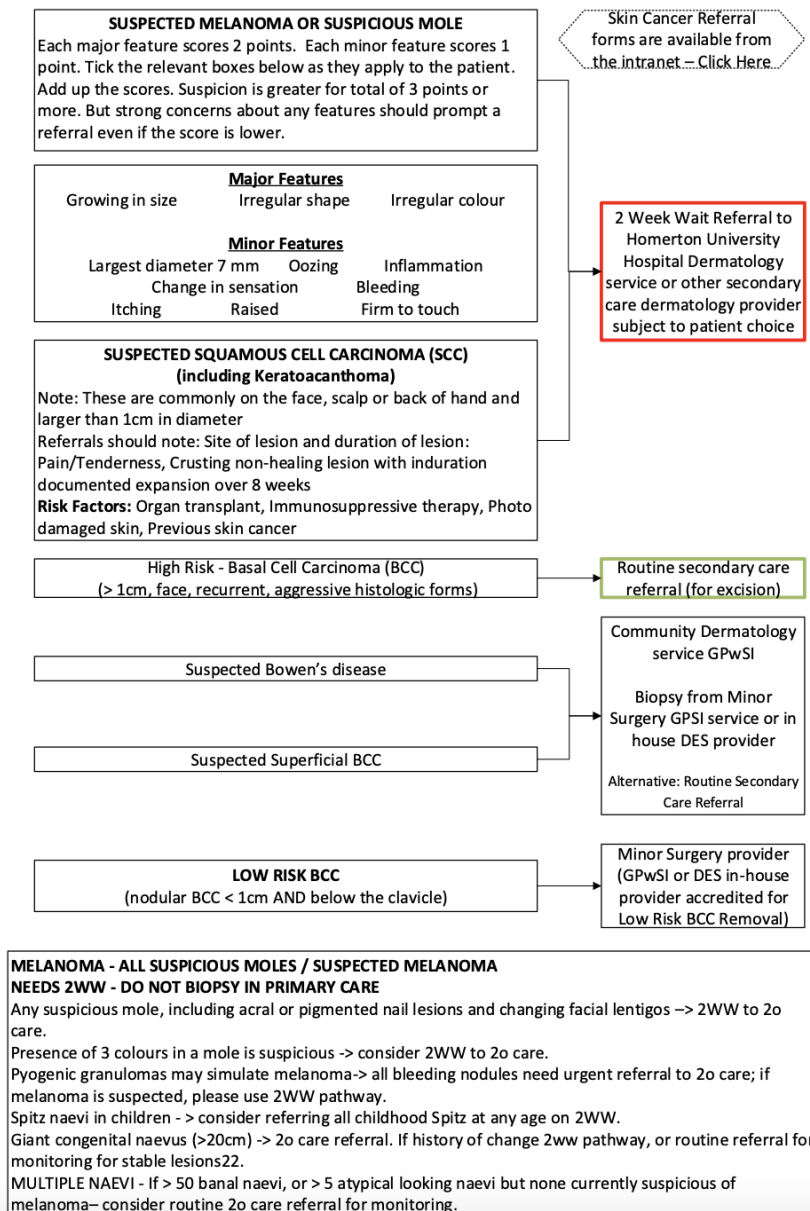 SUSPECTED MELANOMA OR SUSPICIOUS MOLE
Each major feature scores 2 points.  Each minor feature scores 1
point. Tick the relevant boxes below as they apply to the patient.
Add up the scores. Suspicion is greater for total of 3 points or
more. But strong concerns about any features should prompt a
referral even if the score is lower.
Skin Cancer Referral
forms are available from
the intranet – Click Here
Major Features
Growing in size Irregular shape Irregular colour
Minor Features
Largest diameter 7 mm Oozing Inflammation
Change in sensation Bleeding
Itching Raised Firm to touch
2 Week Wait Referral to
Homerton University
Hospital Dermatology
service or other secondary
care dermatology provider
subject to patient choice
SUSPECTED SQUAMOUS CELL CARCINOMA (SCC)
(including Keratoacanthoma)
Note: These are commonly on the face, scalp or back of hand and
larger than 1cm in diameter
Referrals should note: Site of lesion and duration of lesion:
Pain/Tenderness, Crusting non-healing lesion with induration
documented expansion over 8 weeks
Risk Factors: Organ transplant, Immunosuppressive therapy, Photo
damaged skin, Previous skin cancer
High Risk - Basal Cell Carcinoma (BCC)
(> 1cm, face, recurrent, aggressive histologic forms)
Routine secondary care
referral (for excision)
Suspected Bowen's disease
Suspected Superficial BCC
Community Dermatology
service GPwSI
Biopsy from Minor
Surgery GPSI service or in
house DES provider
Alternative: Routine Secondary
Care Referral
LOW RISK BCC
(nodular BCC < 1cm AND below the clavicle)
Minor Surgery provider
(GPwSI or DES in-house
provider accredited for
Low Risk BCC Removal)
MELANOMA - ALL SUSPICIOUS MOLES / SUSPECTED MELANOMA
NEEDS 2WW - DO NOT BIOPSY IN PRIMARY CARE
Any suspicious mole, including acral or pigmented nail lesions and changing facial lentigos –> 2WW to 2o
care.
Presence of 3 colours in a mole is suspicious -> consider 2WW to 2o care.
Pyogenic granulomas may simulate melanoma-> all bleeding nodules need urgent referral to 2o care; if
melanoma is suspected, please use 2WW pathway.
Spitz naevi in children - > consider referring all childhood Spitz at any age on 2WW.
Giant congenital naevus (>20cm) -> 2o care referral. If history of change 2ww pathway, or routine referral for
monitoring for stable lesions22.
MULTIPLE NAEVI - If > 50 banal naevi, or > 5 atypical looking naevi but none currently suspicious of
melanoma– consider routine 2o care referral for monitoring.